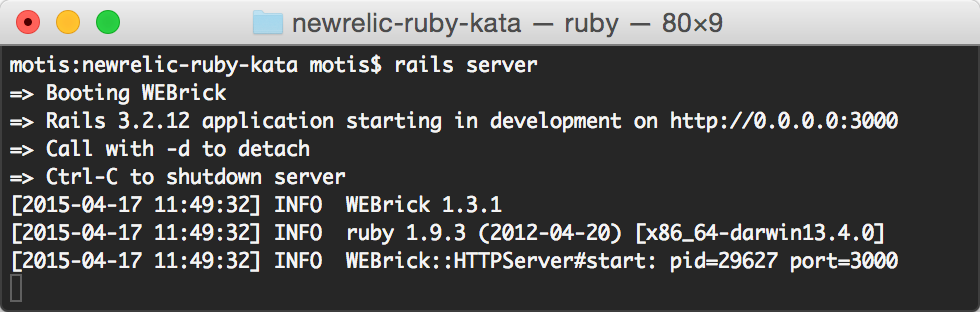 newrelic-ruby-kata — ruby — 80×9
motis:newrelic-ruby-kata motis$ rails server
=> Booting WEBrick
=> Rails 3.2.12 application starting in development on http://0.0.0.0:3000
=> Call with -d to detach
=> Ctrl-C to shutdown server
[2015-04-17 11:49:32] INFO  WEBrick 1.3.1
[2015-04-17 11:49:32] INFO  ruby 1.9.3 (2012-04-20) [x86_64-darwin13.4.0]
[2015-04-17 11:49:32] INFO  WEBrick::HTTPServer#start: pid=29627 port=3000